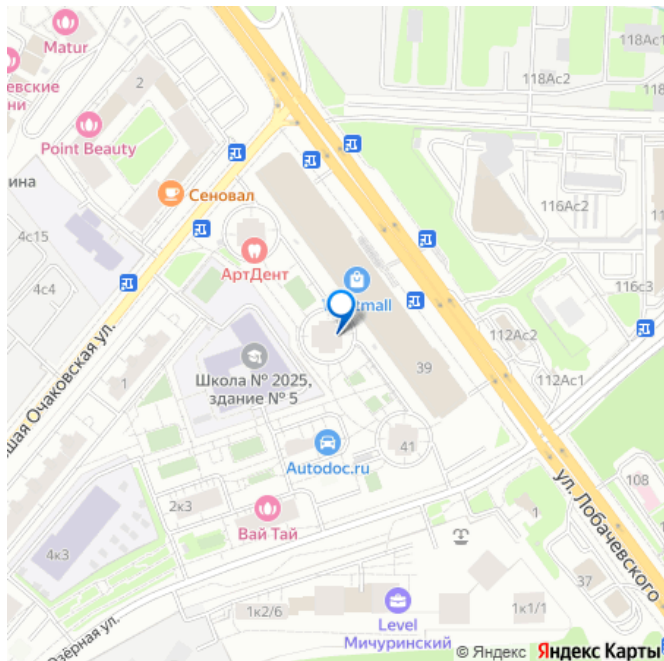 Matur
118Ас1
118Ас2
118
2
Point Beauty
Сеновал
4с15
АртДент
116Ас2
4с4
116с3
112Ас2
39
1
Школа № 2025,
здание № 5
112Ас1
41
Autodoc.ru
ул. Лобачевского
108
2к3
Вай Тай
1
4к3
37
1к2/6
1к1/1
Level
Мичуринский
© Яндекс Яндекс Карты